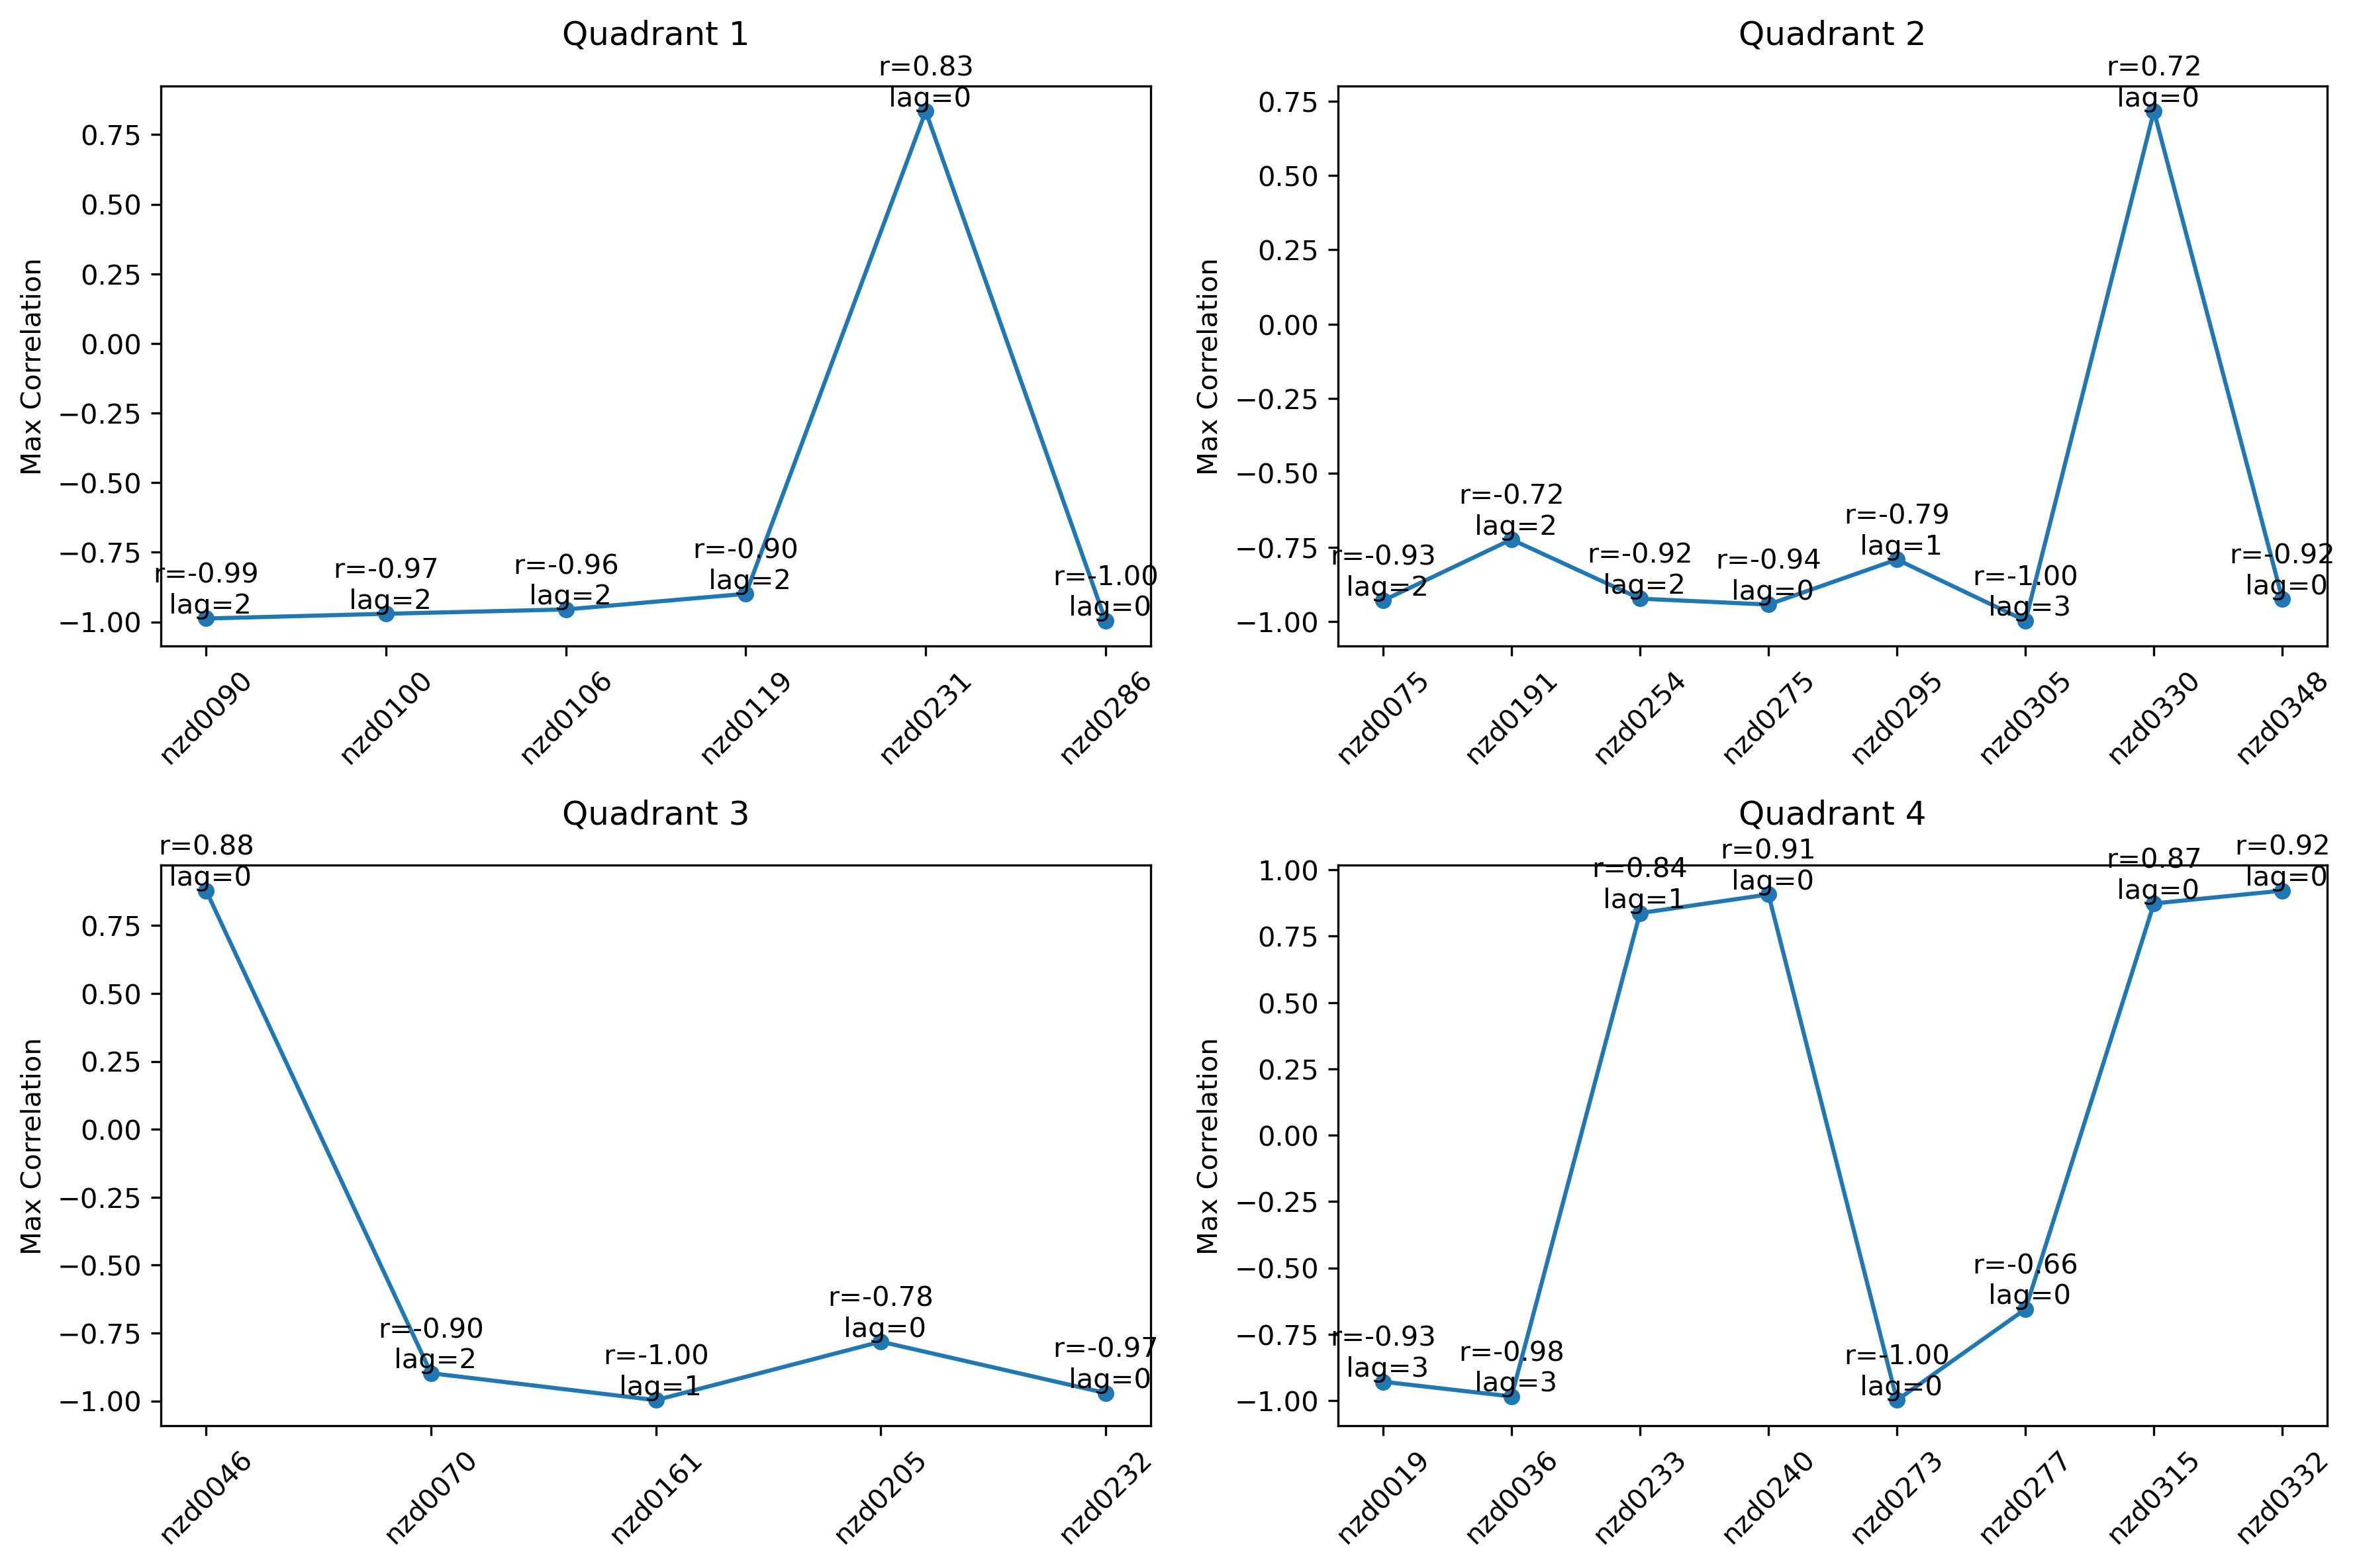 Quadrant 1
r=0.83
lag=0
0.75
0.50
0.25
0.00
−0.25
−0.50
−0.75
−1.00
Max Correlation
r=-0.99
lag=2
r=-0.97
lag=2
r=-0.96
lag=2
r=-0.90
lag=2
r=-1.00
lag=0
nzd0090
nzd0100
nzd0106
nzd0119
nzd0231
nzd0286
Quadrant 2
r=0.72
lag=0
0.75
0.50
0.25
0.00
−0.25
−0.50
−0.75
−1.00
Max Correlation
r=-0.93
lag=2
r=-0.72
lag=2
r=-0.92
lag=2
r=-0.94
lag=0
r=-0.79
lag=1
r=-1.00
lag=3
r=-0.92
lag=0
nzd0075
nzd0191
nzd0254
nzd0275
nzd0295
nzd0305
nzd0330
nzd0348
Quadrant 3
r=0.88
lag=0
0.75
0.50
0.25
0.00
−0.25
−0.50
−0.75
−1.00
Max Correlation
r=-0.90
lag=2
r=-1.00
lag=1
r=-0.78
lag=0
r=-0.97
lag=0
nzd0046
nzd0070
nzd0161
nzd0205
nzd0232
Quadrant 4
1.00
0.75
0.50
0.25
0.00
−0.25
−0.50
−0.75
−1.00
Max Correlation
r=-0.93
lag=3
r=-0.98
lag=3
r=0.84
lag=1
r=0.91
lag=0
r=-1.00
lag=0
r=-0.66
lag=0
r=0.87
lag=0
r=0.92
lag=0
nzd0019
nzd0036
nzd0233
nzd0240
nzd0273
nzd0277
nzd0315
nzd0332